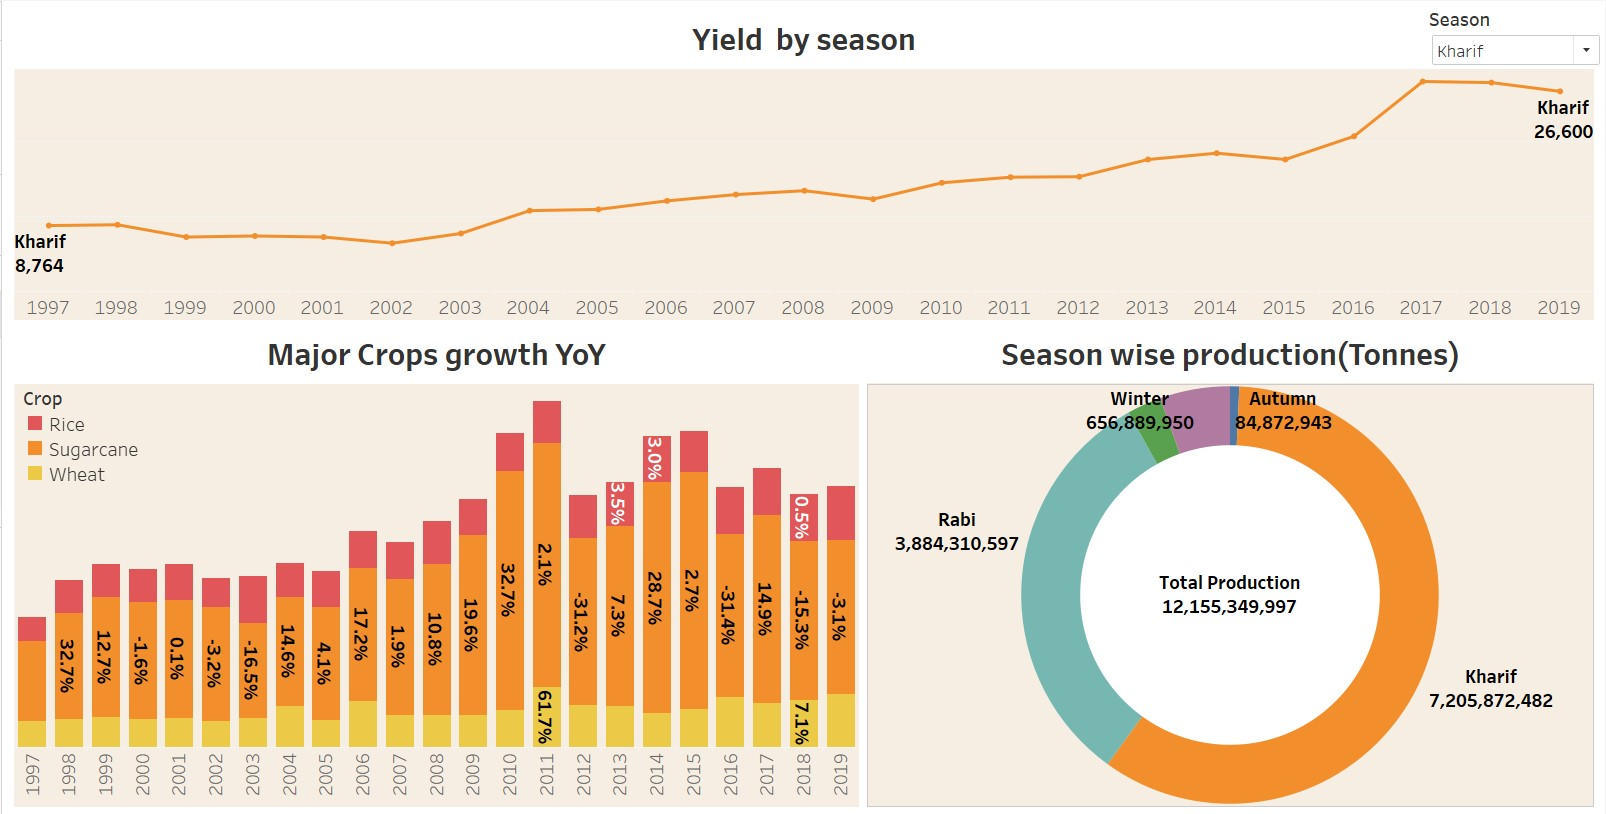 Yield  by season
Season
Kharif
Kharif
8,764
Kharif
26,600
1997 1998 1999 2000 2001 2002 2003 2004 2005 2006 2007 2008 2009 2010 2011 2012 2013 2014 2015 2016 2017 2018 2019
Major Crops growth YoY
Crop
Rice
Sugarcane
Wheat
3.5% 3.0% 0.5%
32.7% 12.7% -1.6% 0.1% -3.2% -16.5% 14.6% 4.1% 17.2% 1.9% 10.8% 19.6% 32.7% 2.1% -31.2% 7.3% 28.7% 2.7% -31.4% 14.9% -15.3% -3.1%
61.7% 7.1%
1997 1998 1999 2000 2001 2002 2003 2004 2005 2006 2007 2008 2009 2010 2011 2012 2013 2014 2015 2016 2017 2018 2019
Season wise production(Tonnes)
Winter
656,889,950
Autumn
84,872,943
Rabi
3,884,310,597
Total Production
12,155,349,997
Kharif
7,205,872,482